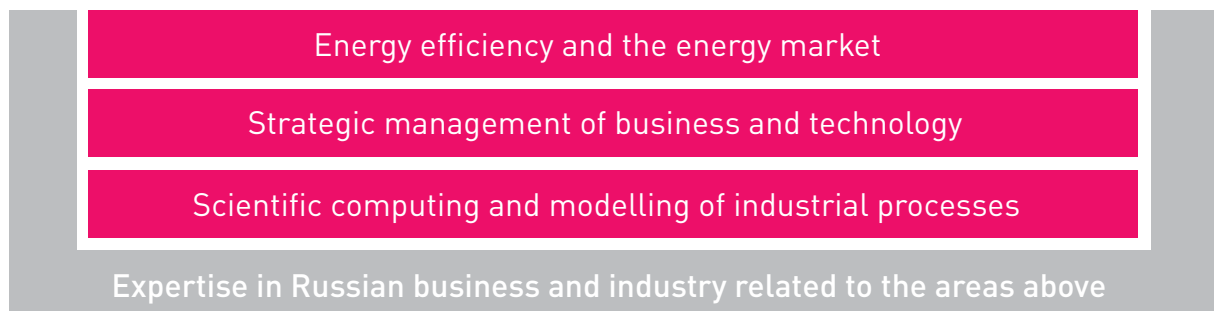 Energy efficiency and the energy market
Strategic management of business and technology
Scientific computing and modelling of industrial processes
Expertise in Russian business and industry related to the areas above